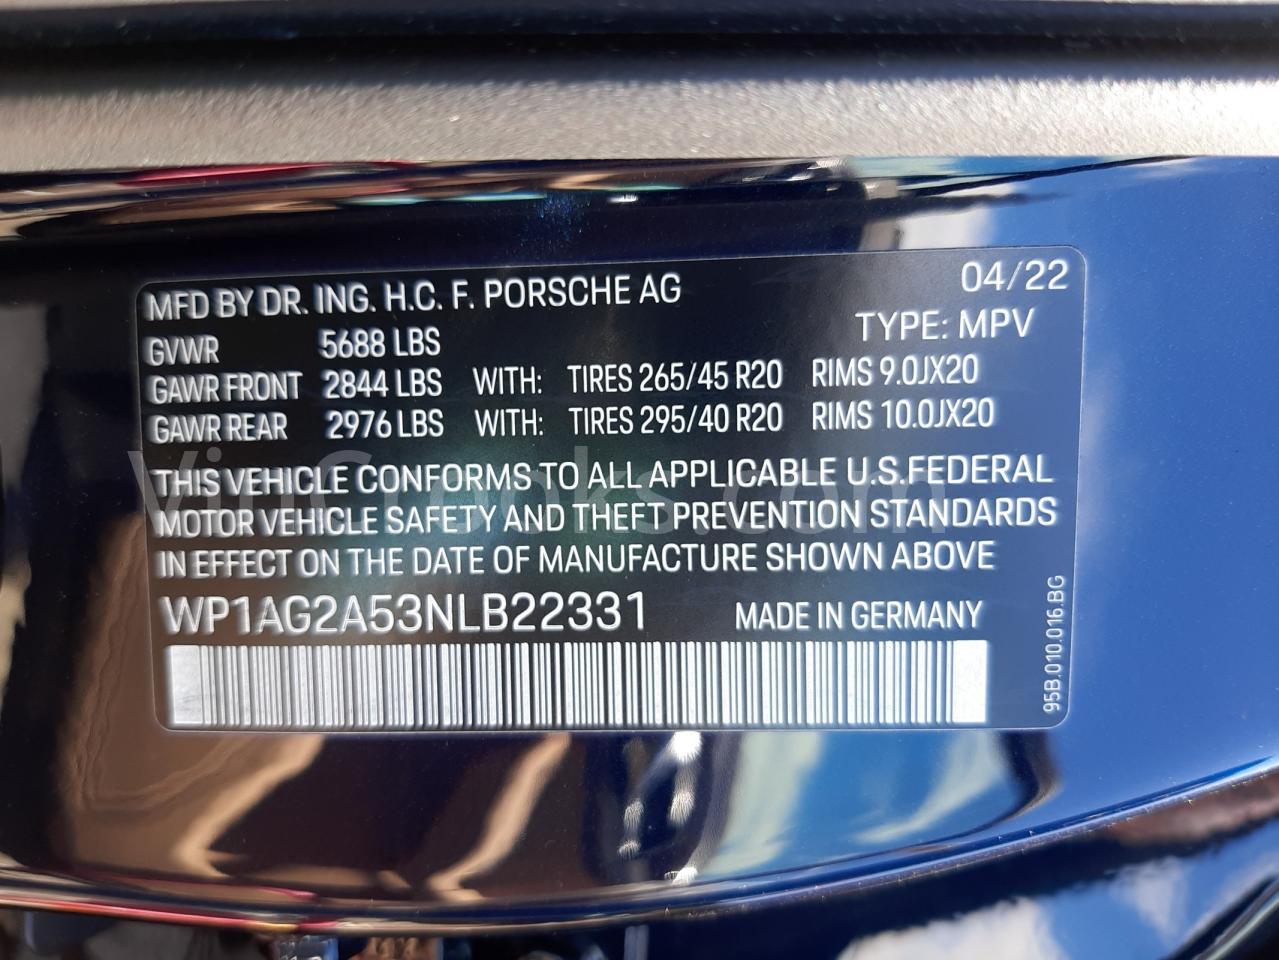 MFD BY DR. ING. H.C. F. PORSCHE AG 04/22
TYPE: MPV
GVWR 5688 LBS
GAWR FRONT 2844 LBS WITH: TIRES 265/45 R20 RIMS 9.0JX20
GAWR REAR 2976 LBS WITH: TIRES 295/40 R20 RIMS 10.0JX20
THIS VEHICLE CONFORMS TO ALL APPLICABLE U.S.FEDERAL
MOTOR VEHICLE SAFETY AND THEFT PREVENTION STANDARDS
IN EFFECT ON THE DATE OF MANUFACTURE SHOWN ABOVE
WP1AG2A53NLB22331 MADE IN GERMANY
95B.010.016.BG